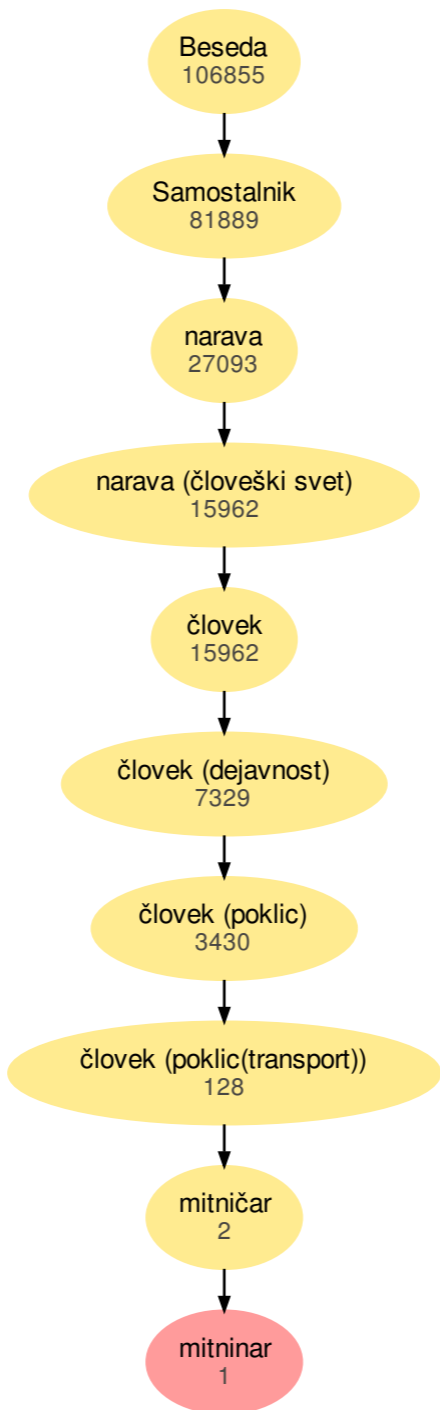 Beseda
106855
Samostalnik
81889
narava
27093
narava (človeški svet)
15962
človek
15962
človek (dejavnost)
7329
človek (poklic)
3430
človek (poklic(transport))
128
mitničar
2
mitninar
1